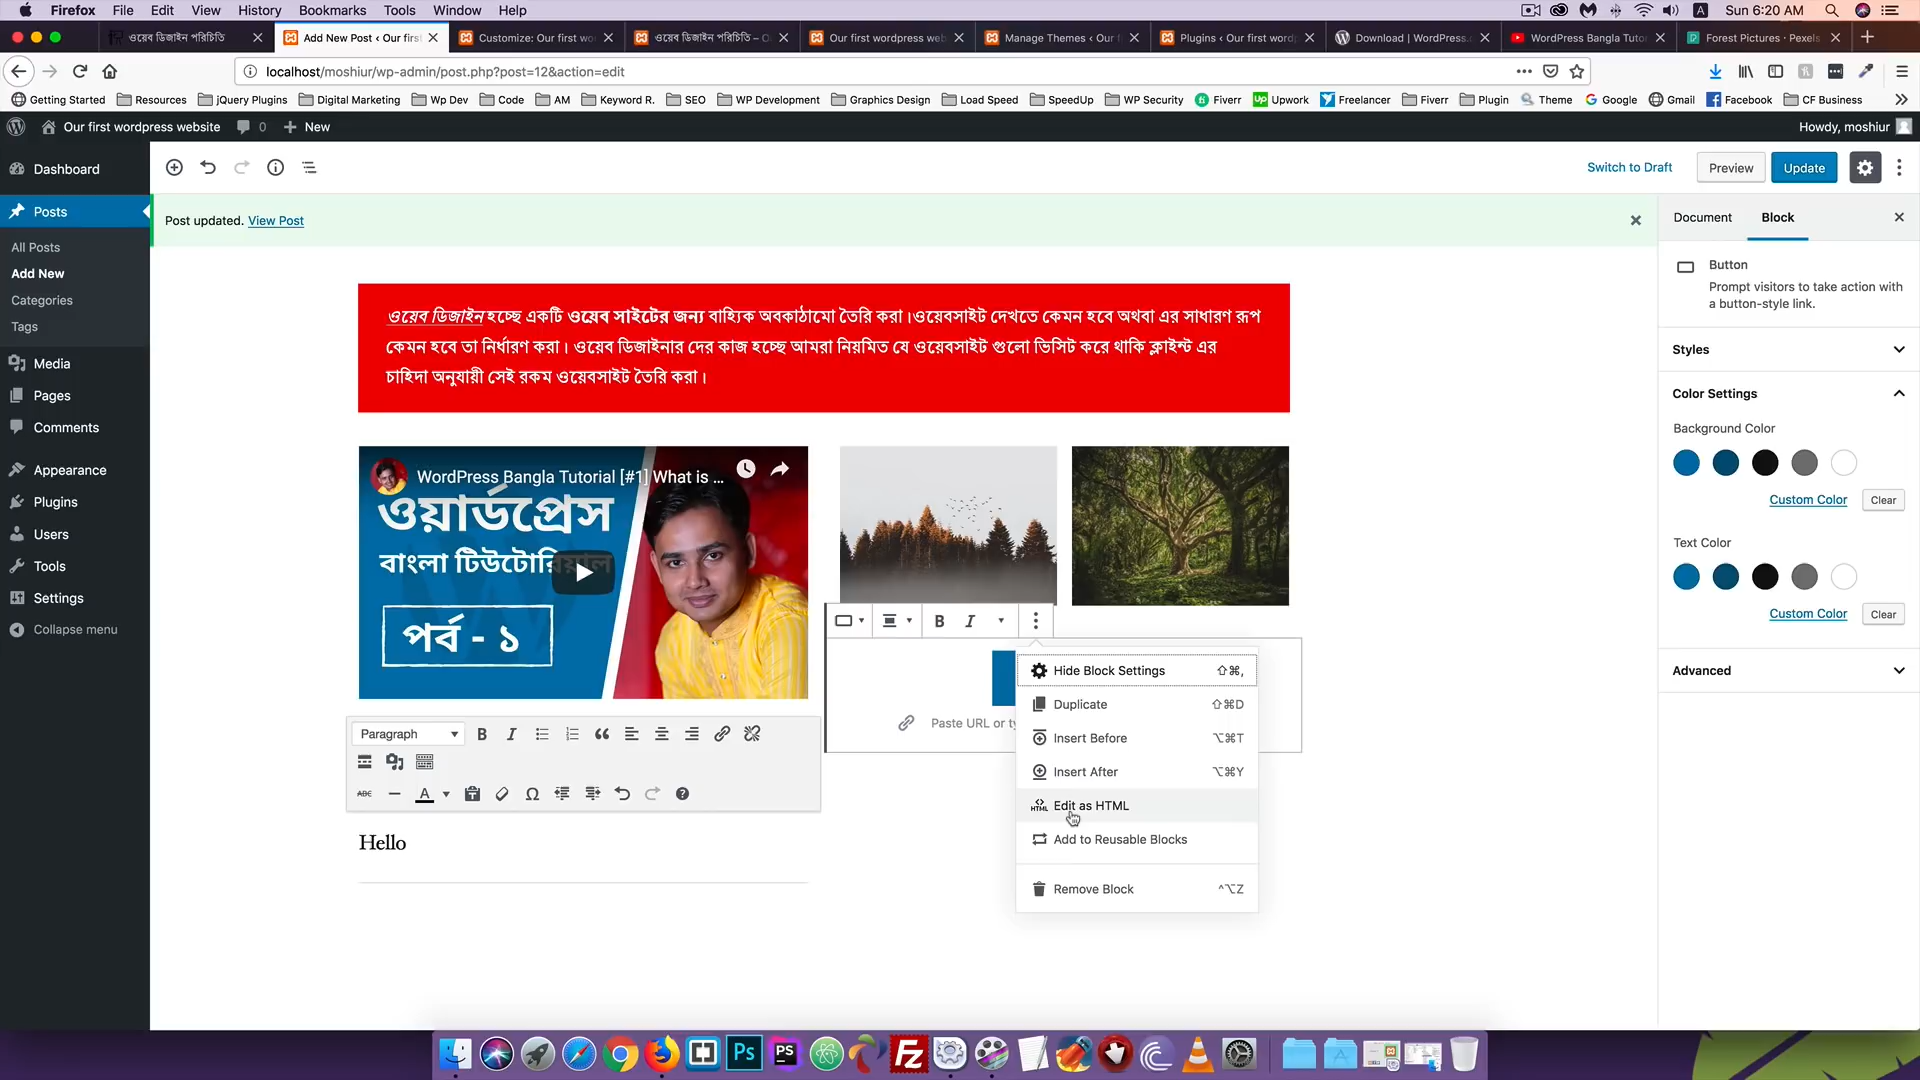 Firefox File Edit View History Bookmarks Tools Window Help Sun 6:20 AM
ওয়েব ডিজাইন পরিচিতি
Add New Post ‹ Our first
Customize: Our first wo
ওয়েব ডিজাইন পরিচিতি – O
Our first wordpress web
Manage Themes ‹ Our f
Plugins ‹ Our first word
Download | WordPress.
WordPress Bangla Tutor
Forest Pictures · Pexels
localhost/moshiur/wp-admin/post.php?post=12&action=edit
Getting Started Resources jQuery Plugins Digital Marketing Wp Dev Code AM Keyword R. SEO WP Development Graphics Design Load Speed SpeedUp WP Security Fiverr Upwork Freelancer Fiverr Plugin Theme Google Gmail Facebook CF Business
Our first wordpress website 0 New Howdy, moshiur
Dashboard
Posts
All Posts
Add New
Categories
Tags
Media
Pages
Comments
Appearance
Plugins
Users
Tools
Settings
Collapse menu
Switch to Draft Preview Update
Post updated. View Post
ওয়েব ডিজাইন হচ্ছে একটি ওয়েব সাইটের জন্য বাহ্যিক অবকাঠামো তৈরি করা।ওয়েবসাইট দেখতে কেমন হবে অথবা এর সাধারণ রূপ
কেমন হবে তা নির্ধারণ করা। ওয়েব ডিজাইনার দের কাজ হচ্ছে আমরা নিয়মিত যে ওয়েবসাইট গুলো ভিসিট করে থাকি ক্লাইন্ট এর
চাহিদা অনুযায়ী সেই রকম ওয়েবসাইট তৈরি করা।
WordPress Bangla Tutorial [#1] What is ...
ওয়ার্ডপ্রেস
বাংলা টিউটোরিয়াল
পর্ব - ১
B I
Hide Block Settings ⇧⌘,
Duplicate ⇧⌘D
Insert Before ⌥⌘T
Insert After ⌥⌘Y
HTML Edit as HTML
Add to Reusable Blocks
Remove Block ^⌥Z
Paste URL or ty
Paragraph B I
ABC A
Hello
Document Block
Button
Prompt visitors to take action with
a button-style link.
Styles
Color Settings
Background Color
Custom Color Clear
Text Color
Custom Color Clear
Advanced
Ps PS FZ